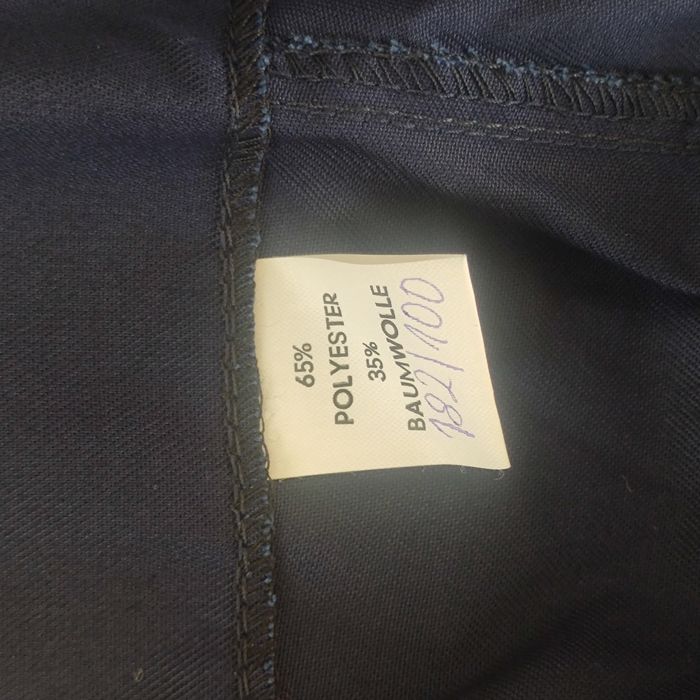 65%
POLYESTER
35%
BAUMWOLLE
182/100